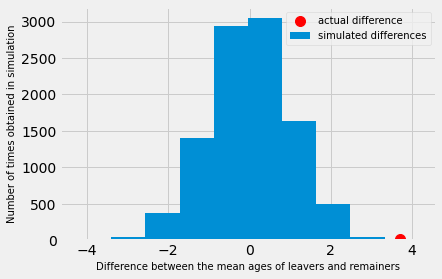 actual difference
simulated differences
Number of times obtained in simulation
3000
2500
2000
1500
1000
500
0
−4 −2 0 2 4
Difference between the mean ages of leavers and remainers